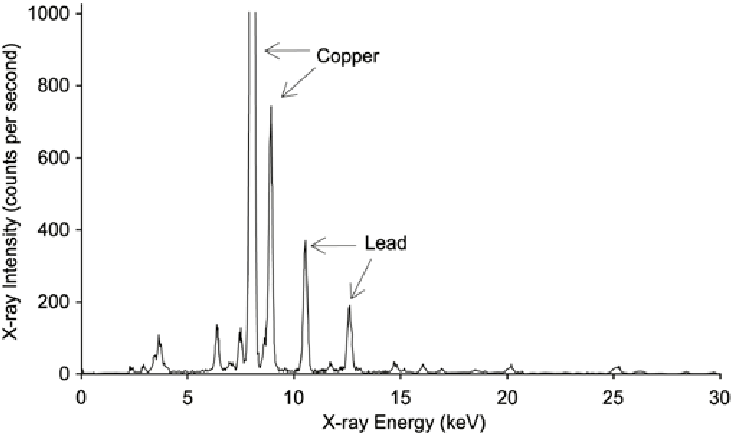 1000
Copper
800
600
400
Lead
200
0
0 5 10 15 20 25 30
X-ray Energy (keV)
X-ray Intensity (counts per second)